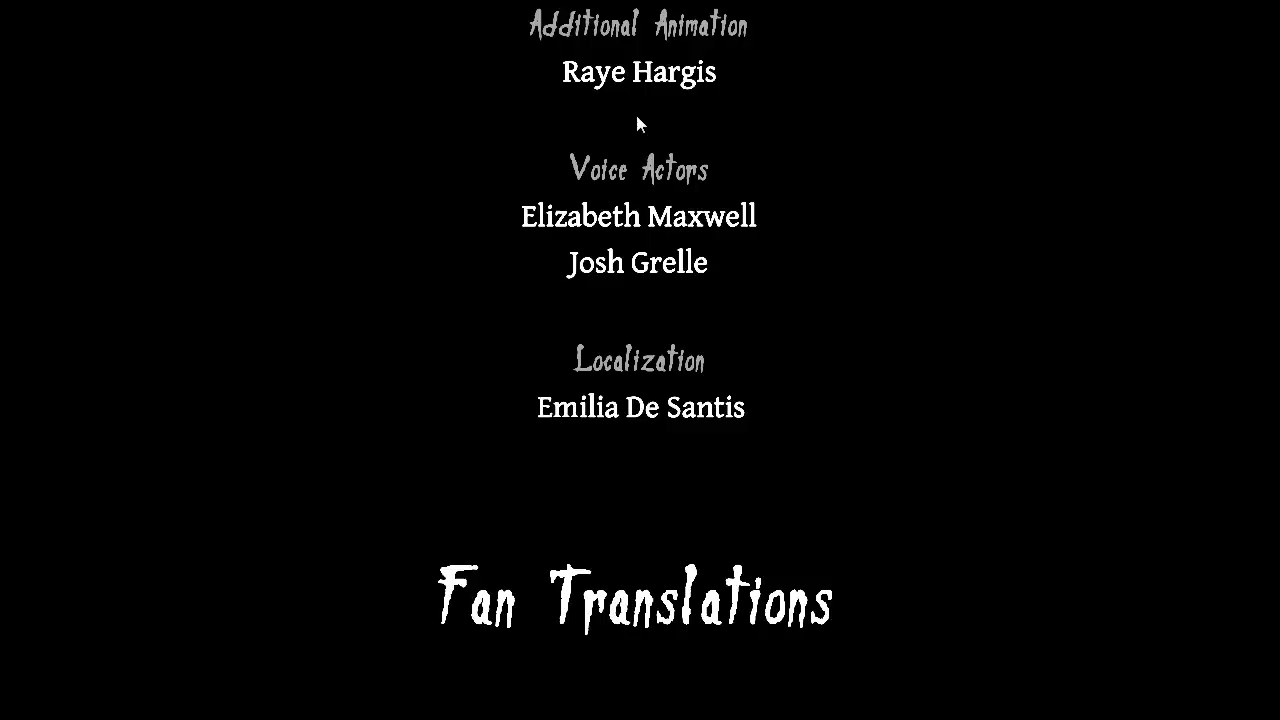 Additional Animation
Raye Hargis
Voice Actors
Elizabeth Maxwell
Josh Grelle
Localization
Emilia De Santis
Fan Translations